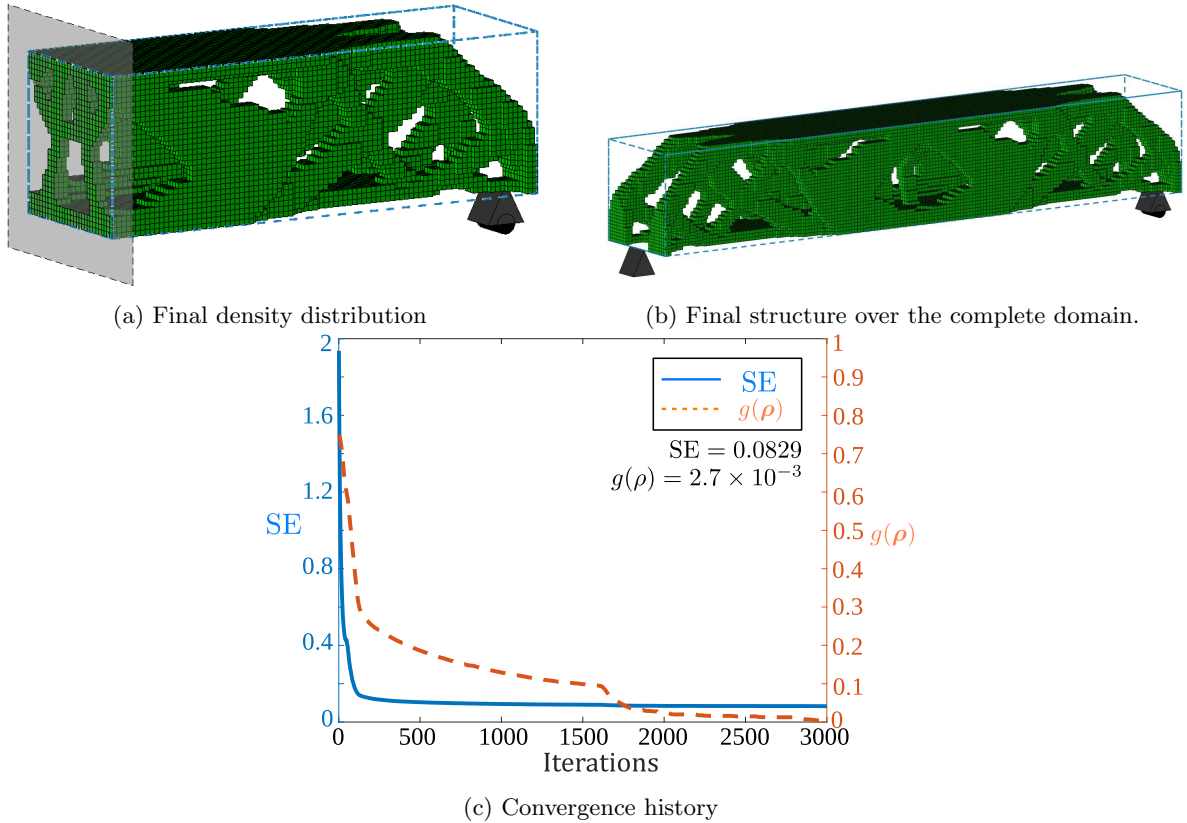 (a) Final density distribution
(b) Final structure over the complete domain.
2
1.6
1.2
0.8
0.4
0
SE
1
0.9
0.8
0.7
0.6
0.5
0.4
0.3
0.2
0.1
0
g(ρ)
SE
g(ρ)
SE = 0.0829
g(ρ) = 2.7 × 10⁻³
0 500 1000 1500 2000 2500 3000
Iterations
(c) Convergence history